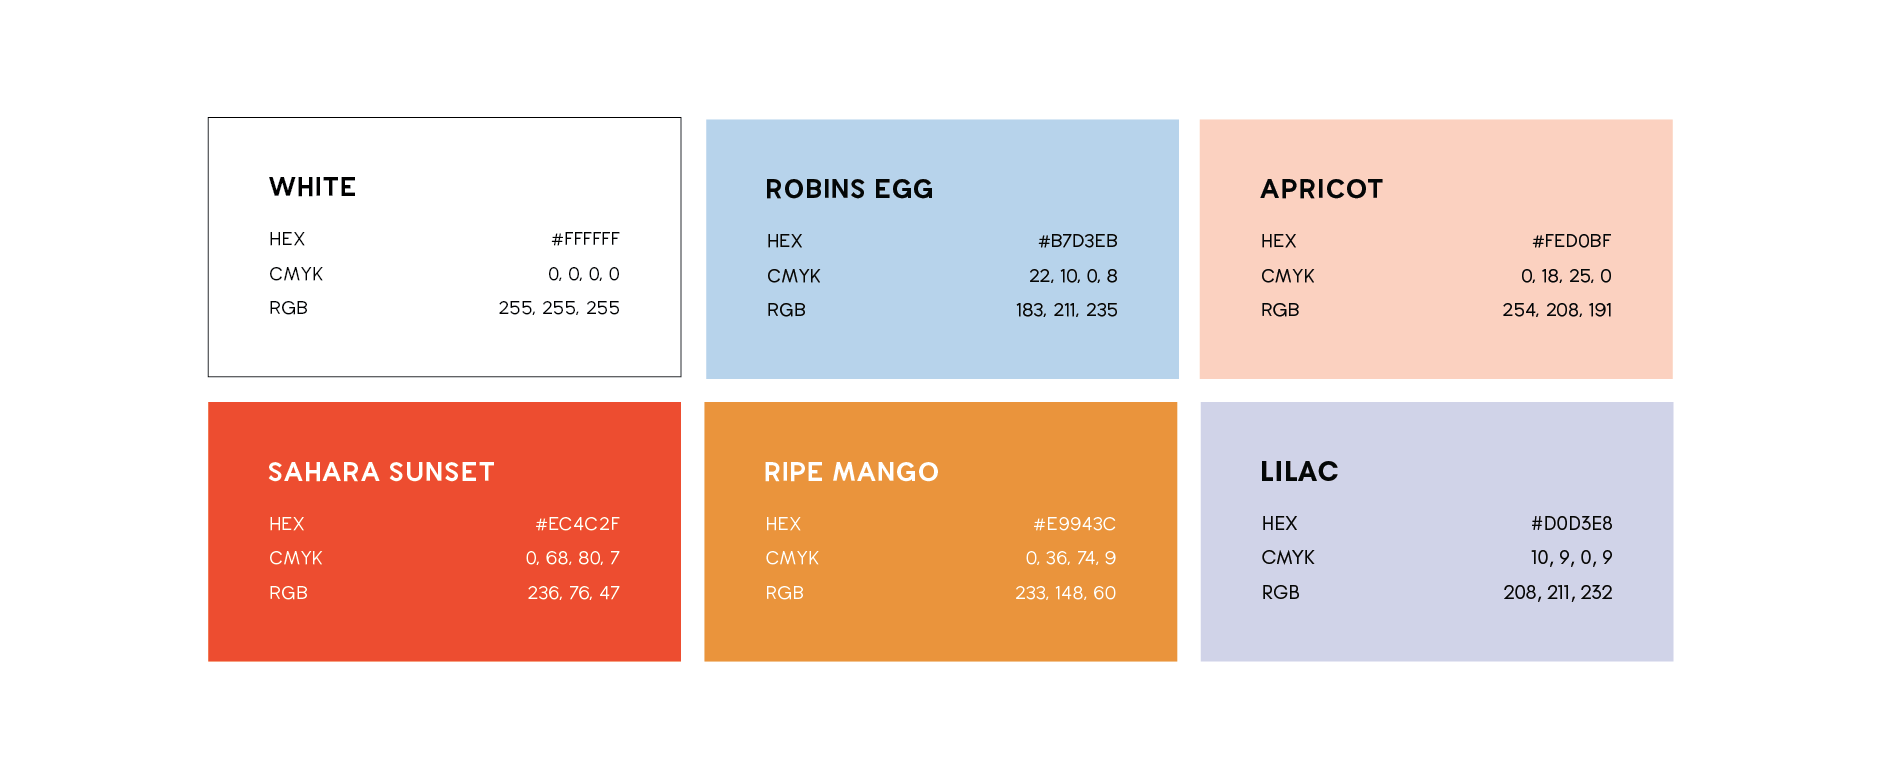 WHITE
HEX #FFFFFF
CMYK 0, 0, 0, 0
RGB 255, 255, 255
ROBINS EGG
HEX #B7D3EB
CMYK 22, 10, 0, 8
RGB 183, 211, 235
APRICOT
HEX #FED0BF
CMYK 0, 18, 25, 0
RGB 254, 208, 191
SAHARA SUNSET
HEX #EC4C2F
CMYK 0, 68, 80, 7
RGB 236, 76, 47
RIPE MANGO
HEX #E9943C
CMYK 0, 36, 74, 9
RGB 233, 148, 60
LILAC
HEX #D0D3E8
CMYK 10, 9, 0, 9
RGB 208, 211, 232